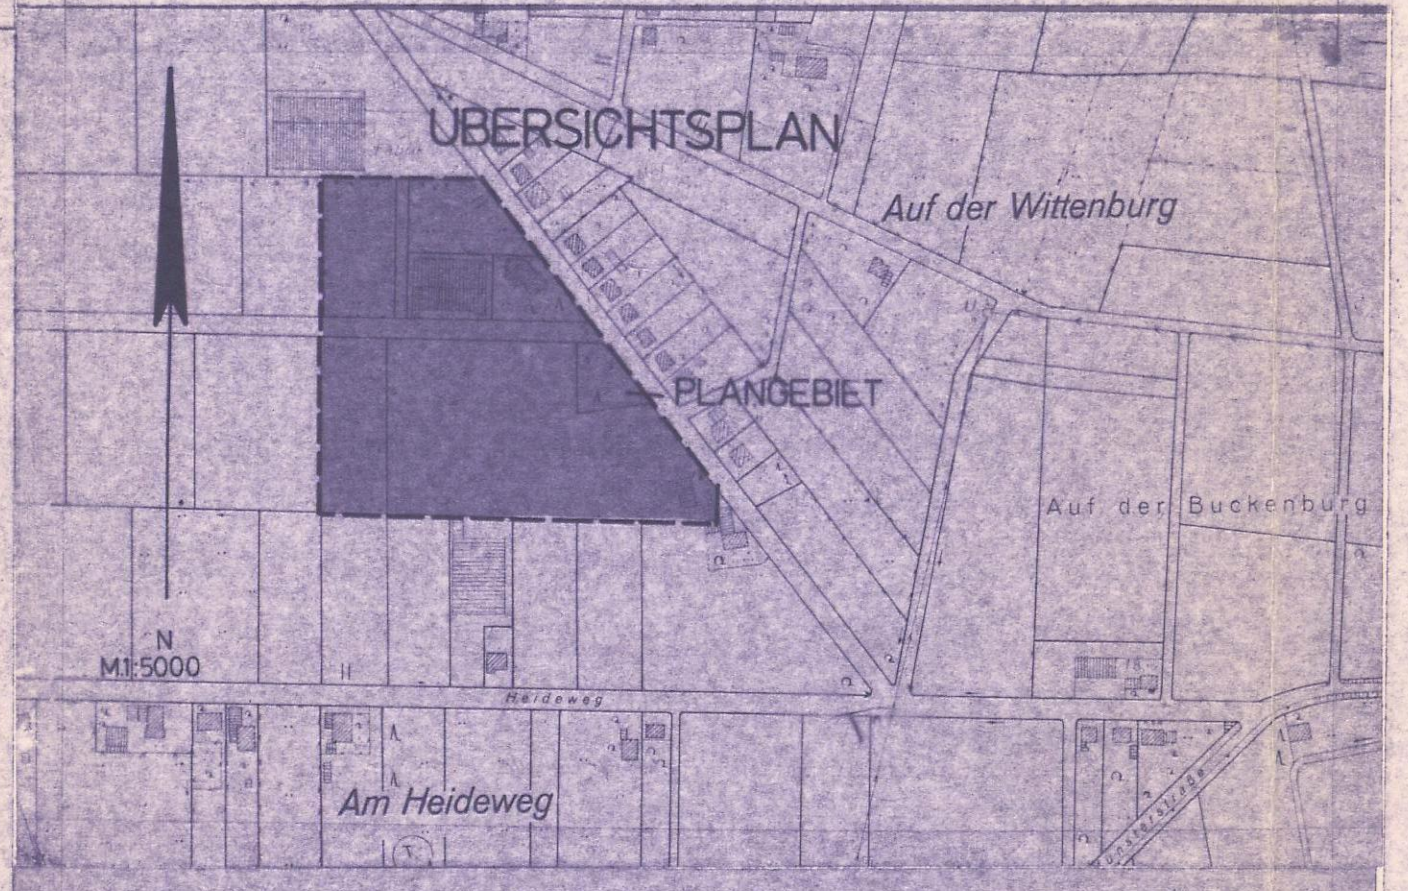 ÜBERSICHTSPLAN
Auf der Wittenburg
PLANGEBIET
Auf der Buckenburg
N
M.1:5000
Heideweg
Am Heideweg
T.